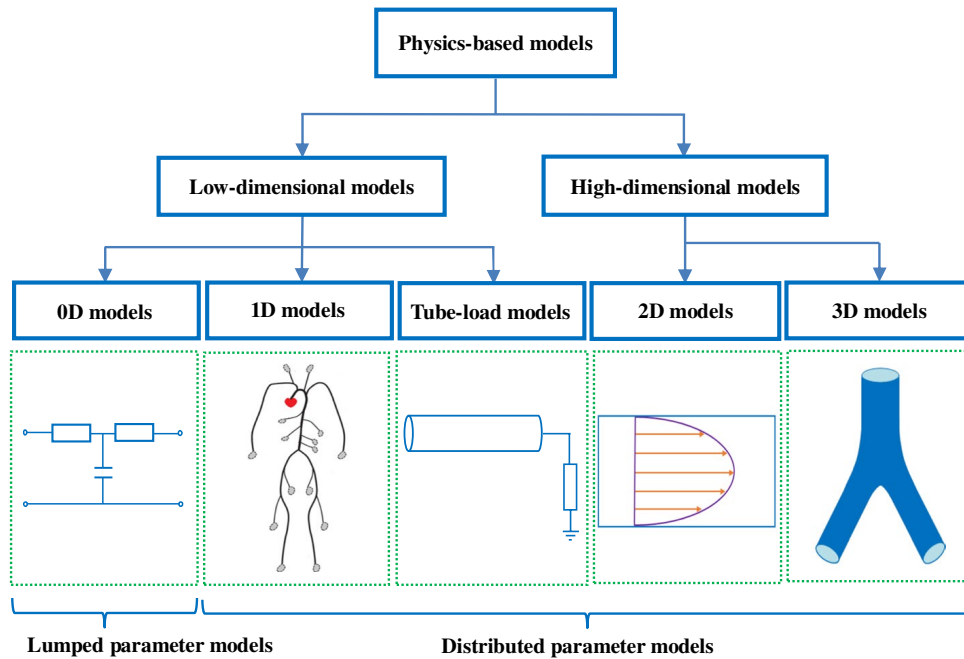 Physics-based models
Low-dimensional models
High-dimensional models
0D models
1D models
Tube-load models
2D models
3D models
Lumped parameter models
Distributed parameter models